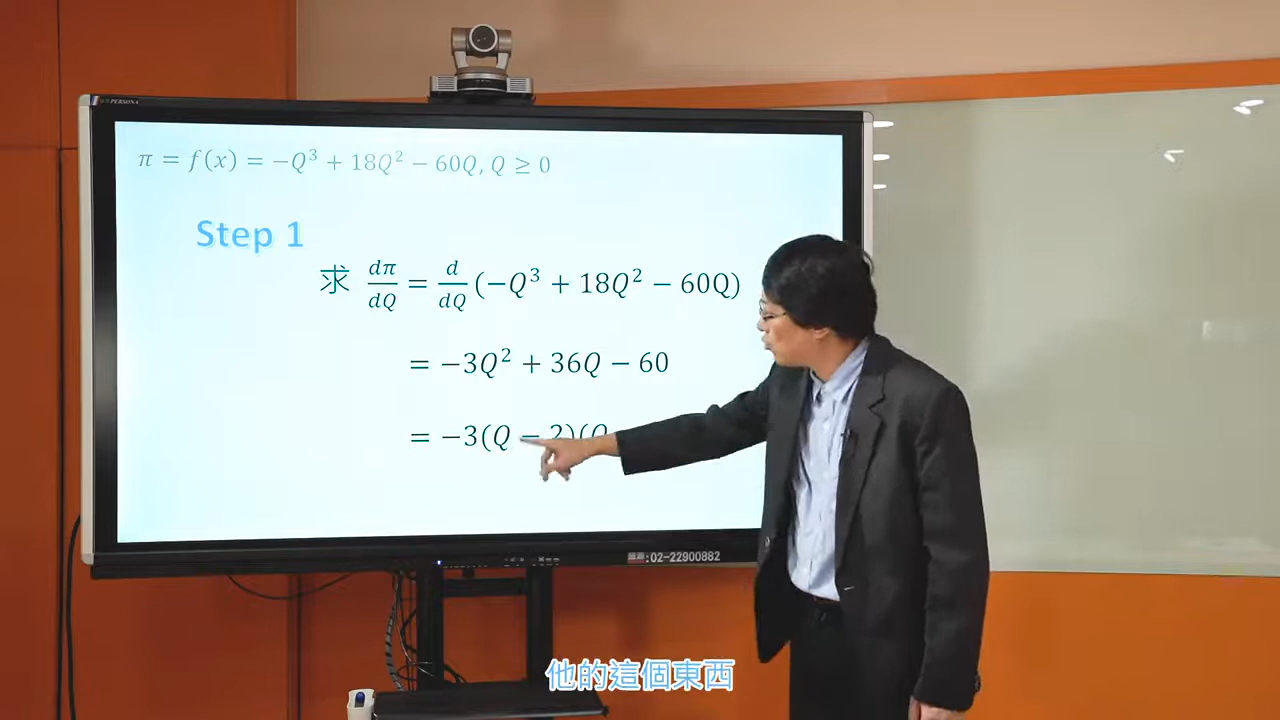 PERSONA
π = f(x) = −Q³ + 18Q² − 60Q, Q ≥ 0
Step 1
求 dπ/dQ = d/dQ (−Q³ + 18Q² − 60Q)
= −3Q² + 36Q − 60
= −3(Q − 2)(Q
:02-22900882
他的這個東西